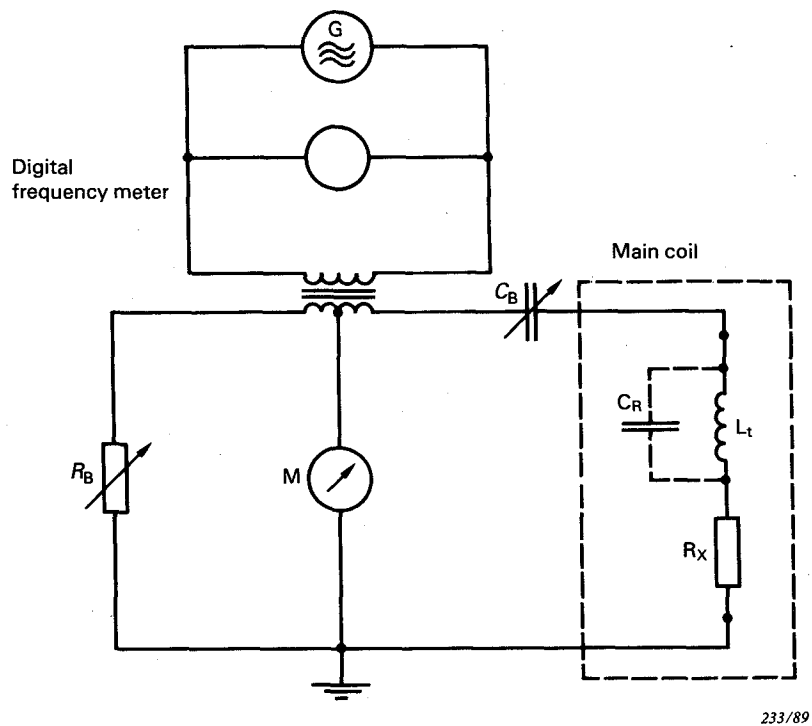 G
Digital
frequency meter
Main coil
C_B
C_R
L_t
R_B
M
R_X
233/89